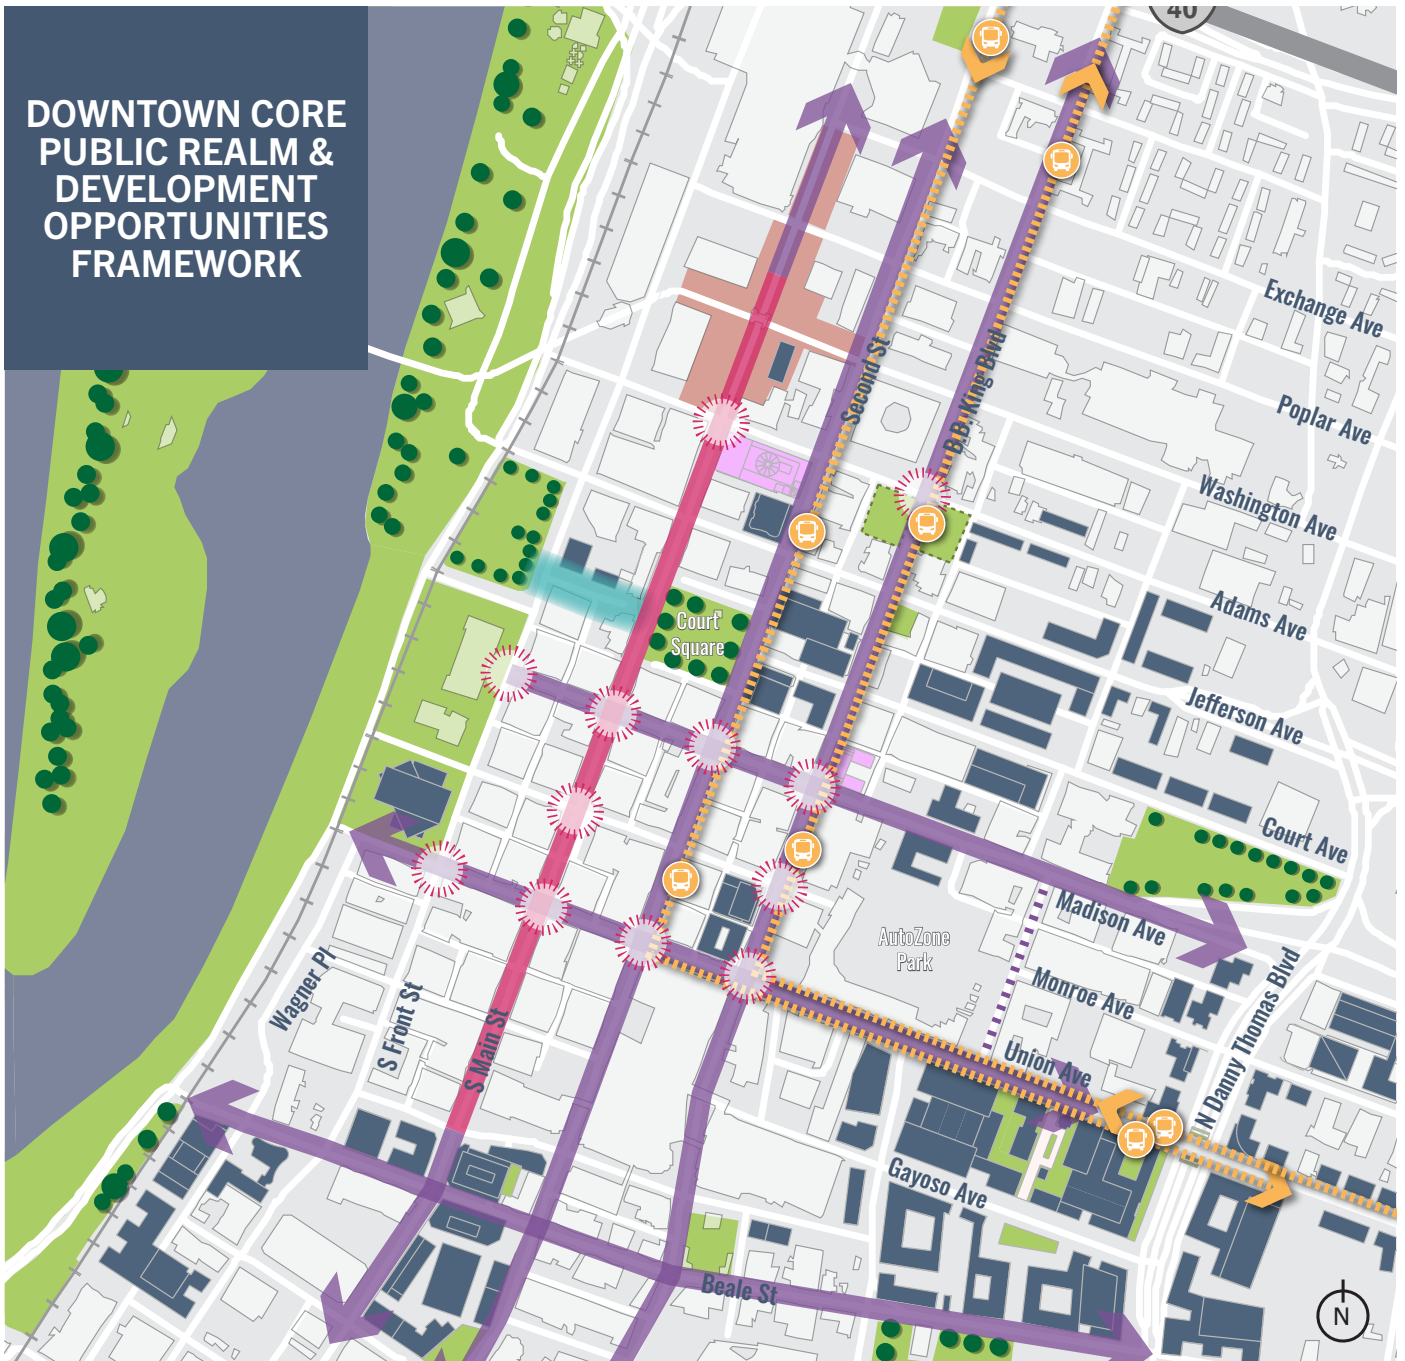 DOWNTOWN CORE
PUBLIC REALM &
DEVELOPMENT
OPPORTUNITIES
FRAMEWORK
40
Exchange Ave
Second St
B.B. King Blvd
Poplar Ave
Washington Ave
Adams Ave
Court
Square
Jefferson Ave
Court Ave
Madison Ave
AutoZone
Park
Monroe Ave
Wagner Pl
S Front St
S Main St
Union Ave
N Danny Thomas Blvd
Gayoso Ave
Beale St
N